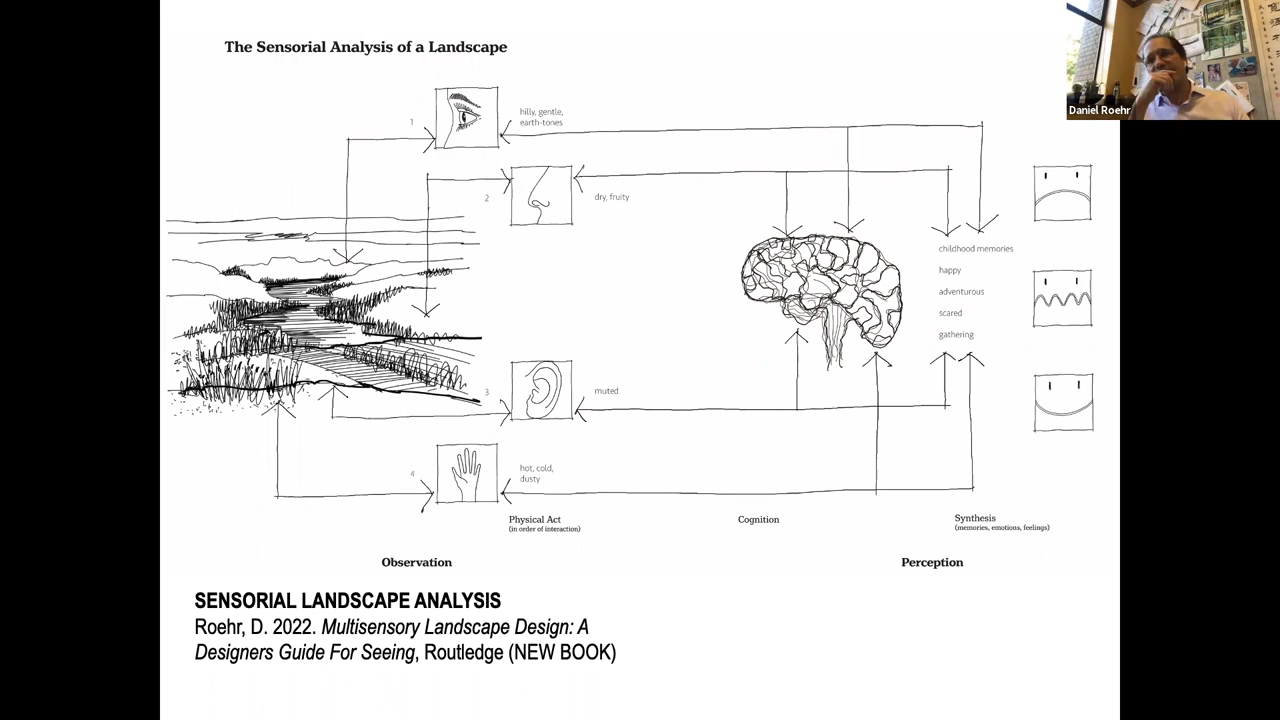 The Sensorial Analysis of a Landscape
Daniel Roehr
1
hilly, gentle,
earth-tones
2
dry, fruity
childhood memories
happy
adventurous
scared
gathering
3
muted
4
hot, cold,
dusty
Physical Act
(in order of interaction)
Cognition
Synthesis
(memories, emotions, feelings)
Observation
Perception
SENSORIAL LANDSCAPE ANALYSIS
Roehr, D. 2022. Multisensory Landscape Design: A
Designers Guide For Seeing, Routledge (NEW BOOK)